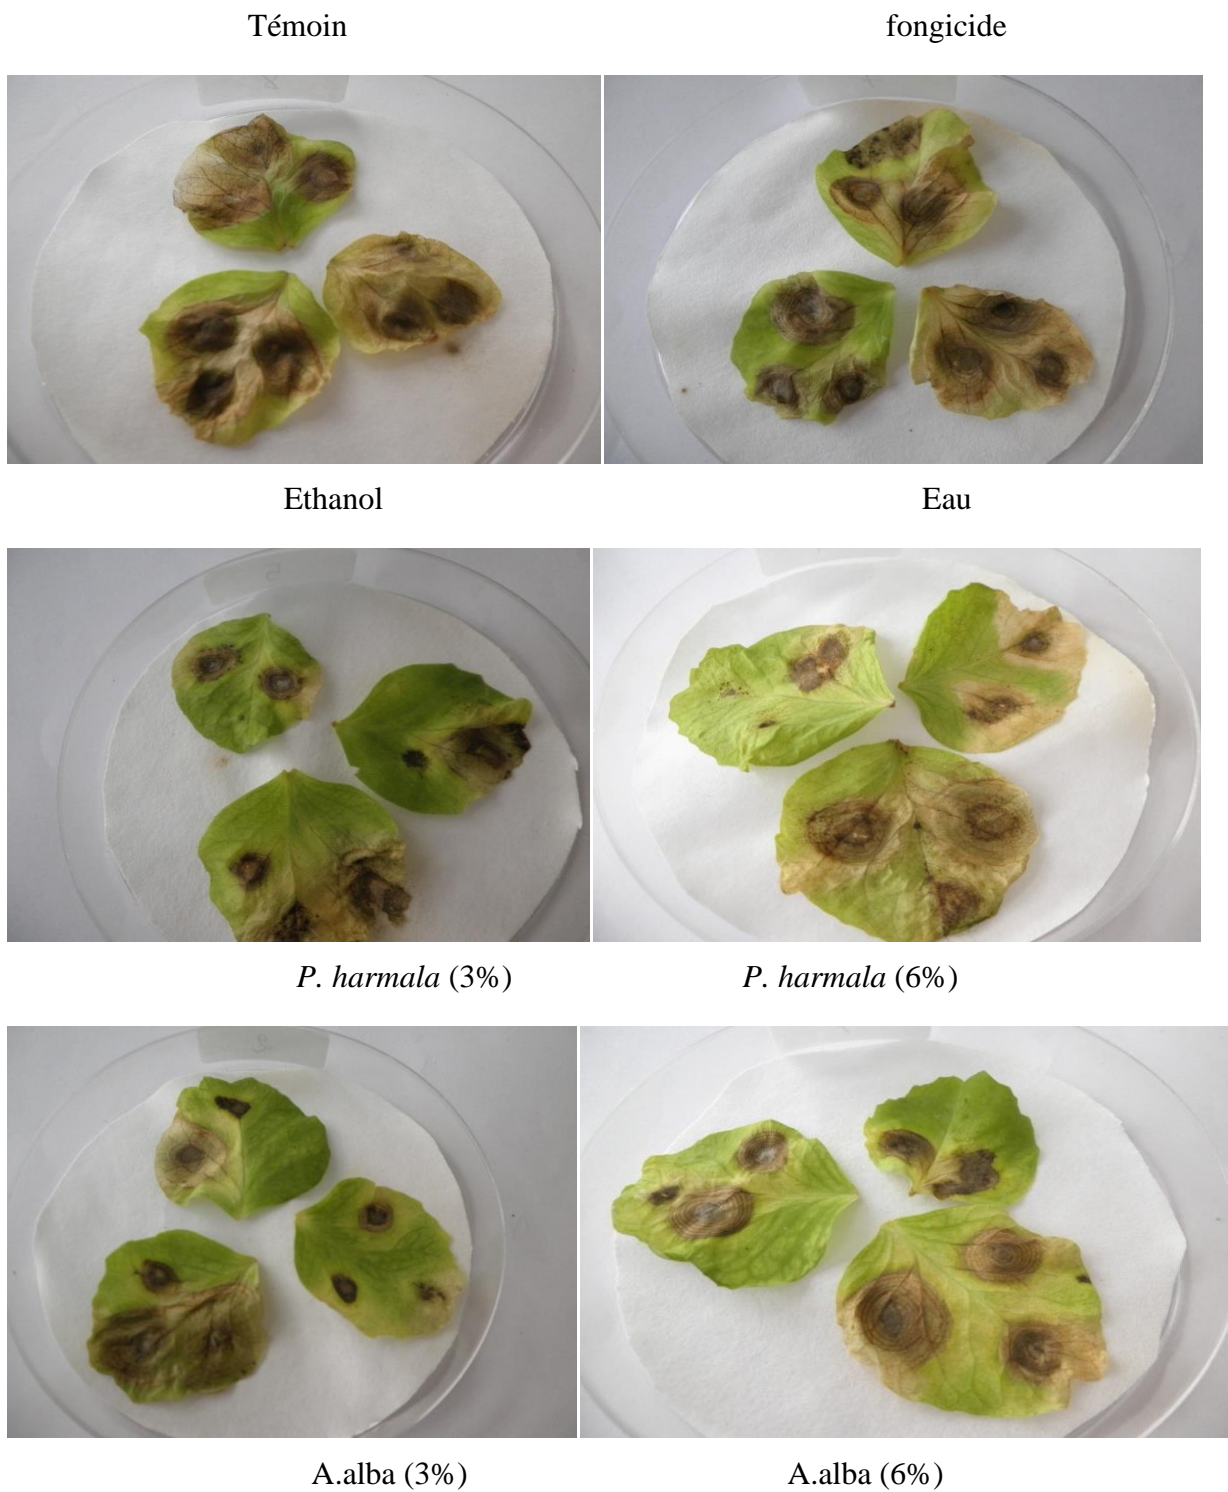 Témoin fongicide
Ethanol Eau
P. harmala (3%) P. harmala (6%)
A.alba (3%) A.alba (6%)